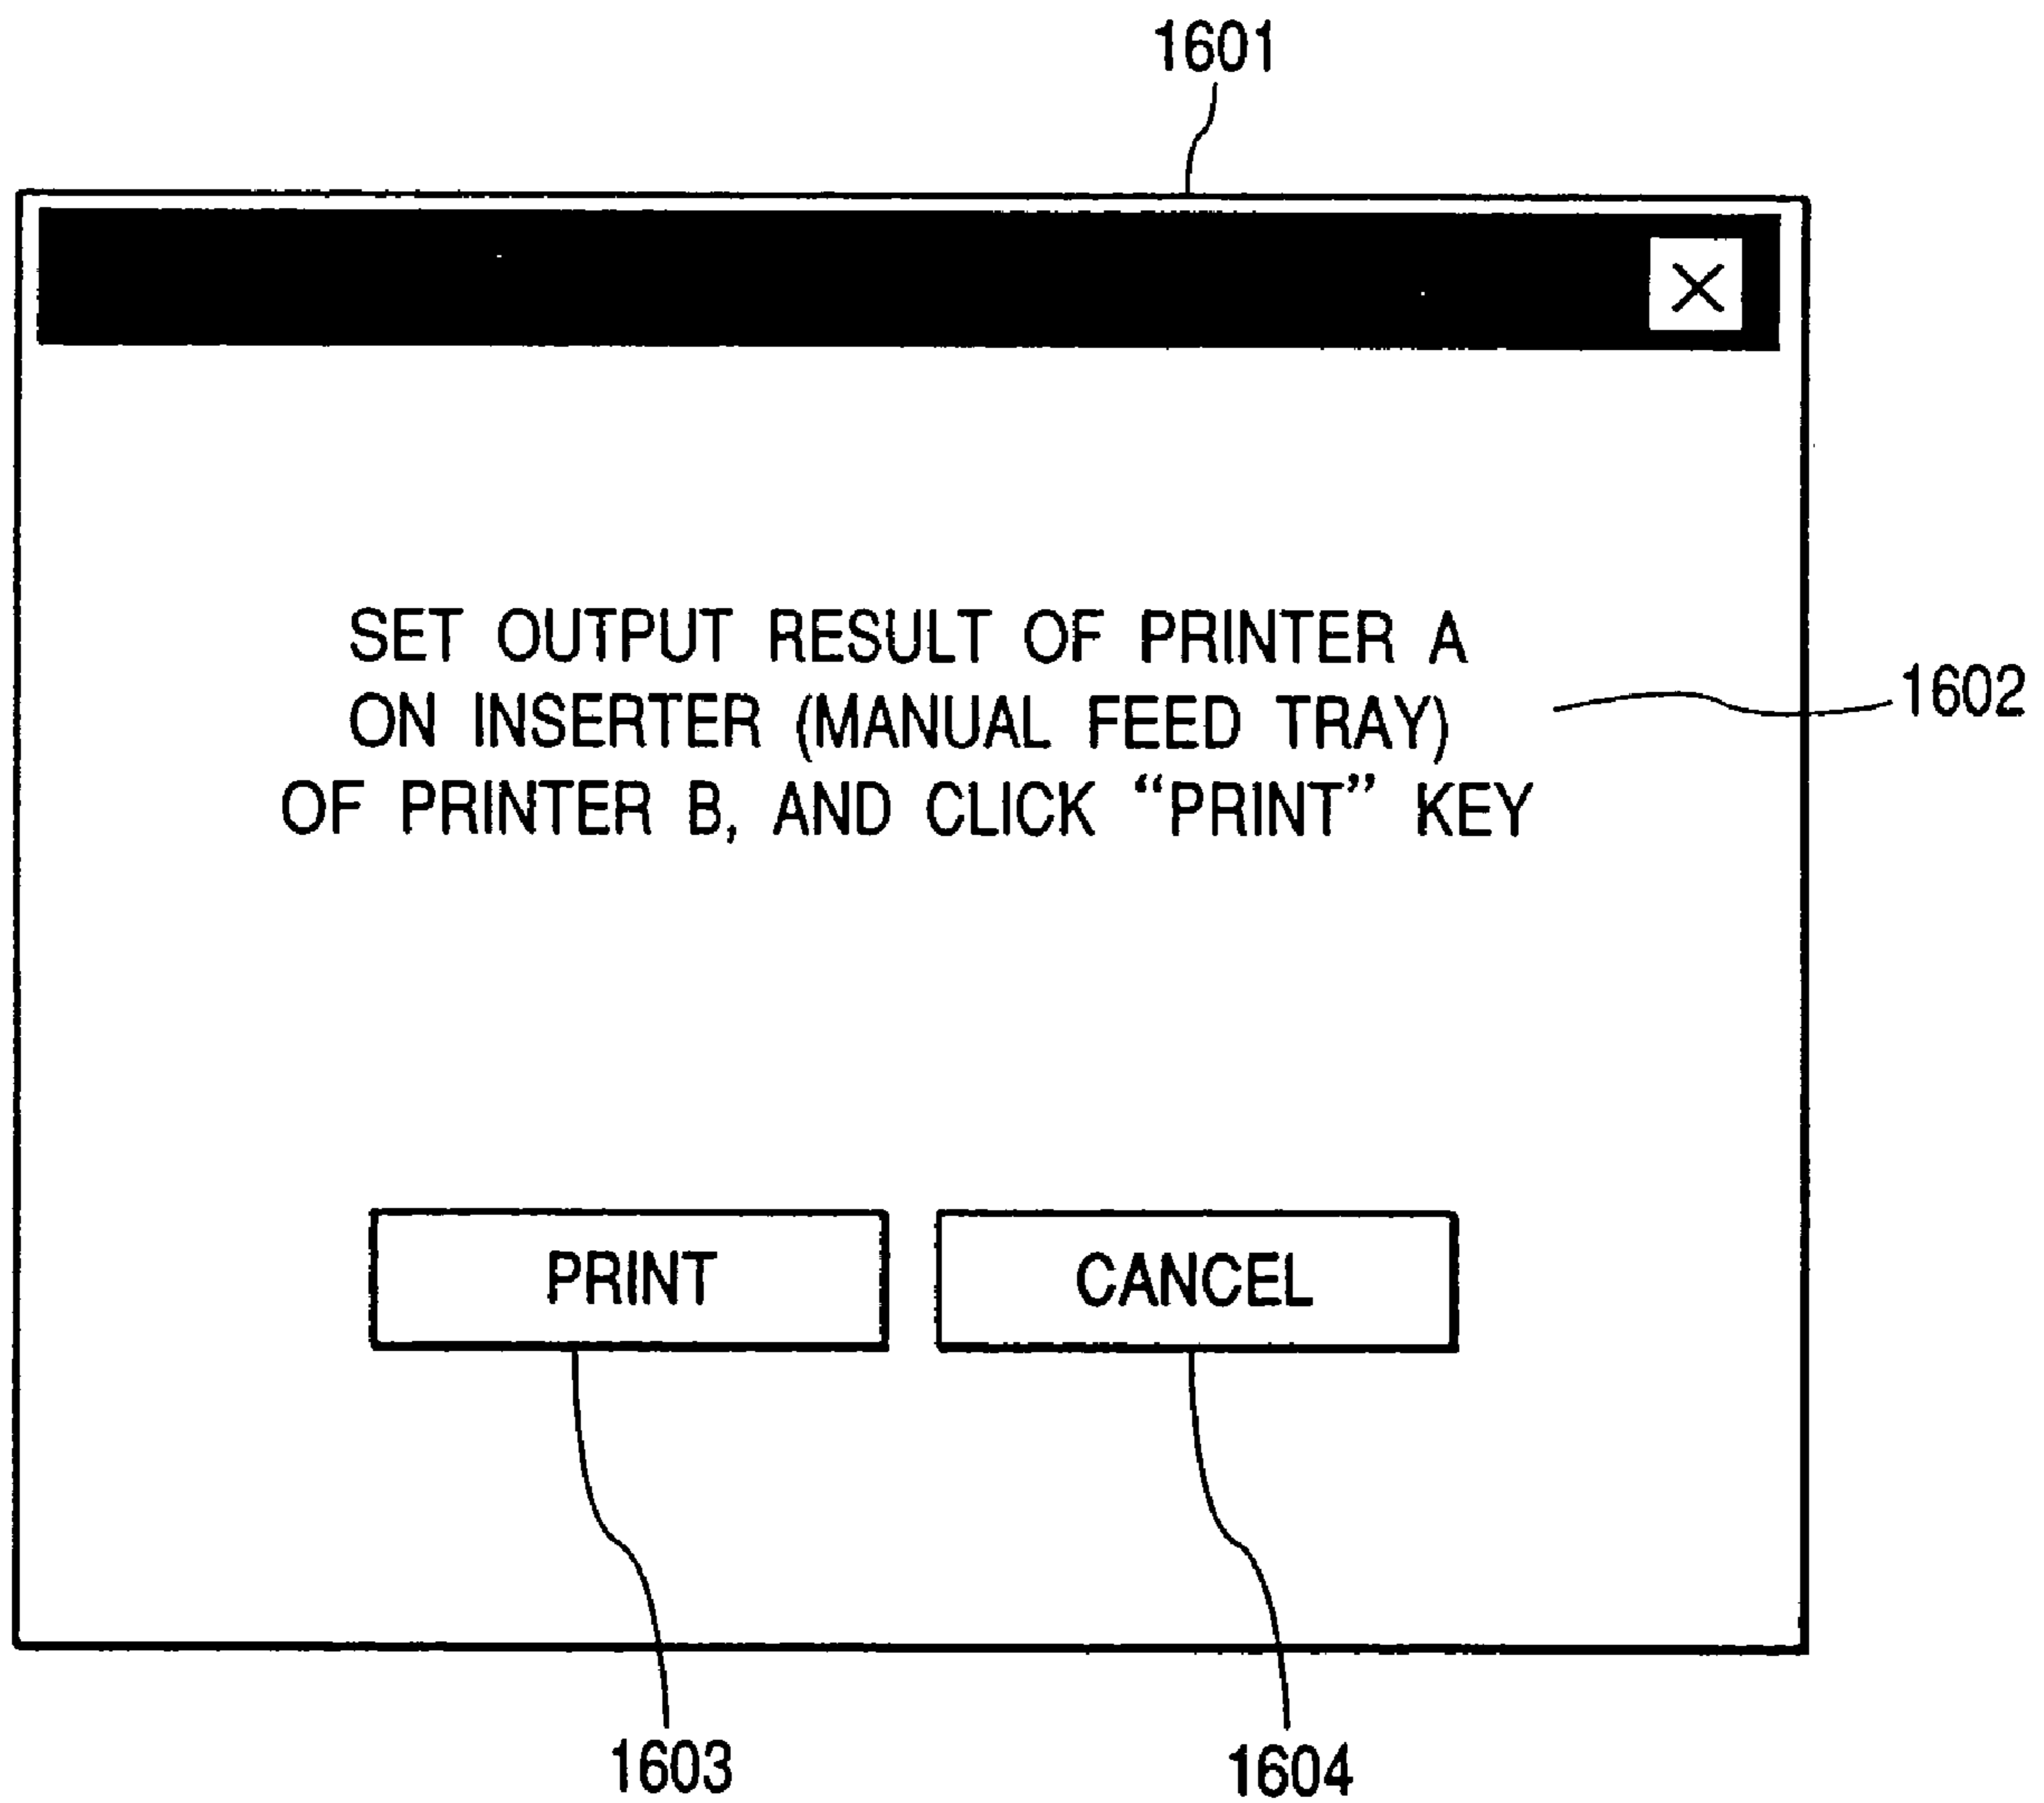 1601
X
SET OUTPUT RESULT OF PRINTER A
ON INSERTER (MANUAL FEED TRAY)
OF PRINTER B, AND CLICK “PRINT” KEY
1602
PRINT
CANCEL
1603
1604